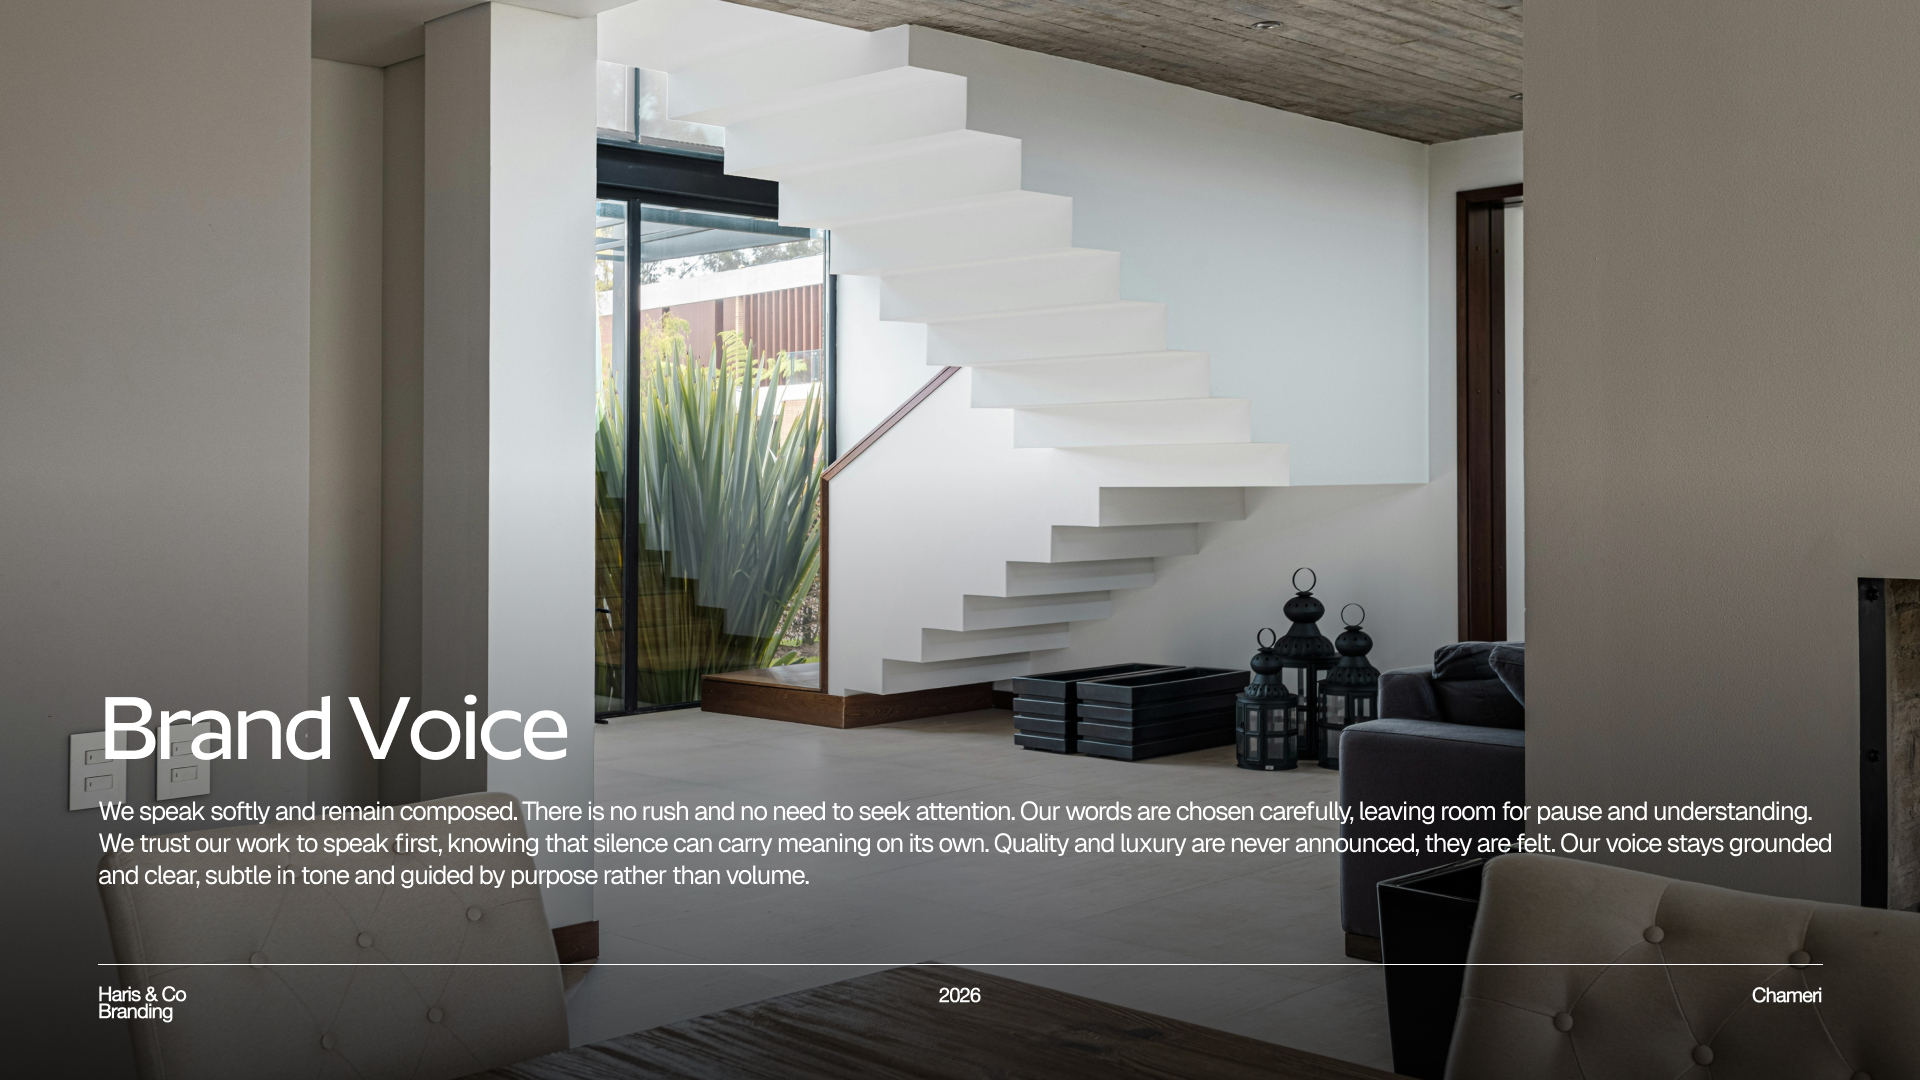 Brand Voice
We speak softly and remain composed. There is no rush and no need to seek attention. Our words are chosen carefully, leaving room for pause and understanding.
We trust our work to speak first, knowing that silence can carry meaning on its own. Quality and luxury are never announced, they are felt. Our voice stays grounded
and clear, subtle in tone and guided by purpose rather than volume.
Haris & Co
Branding
2026
Chameri